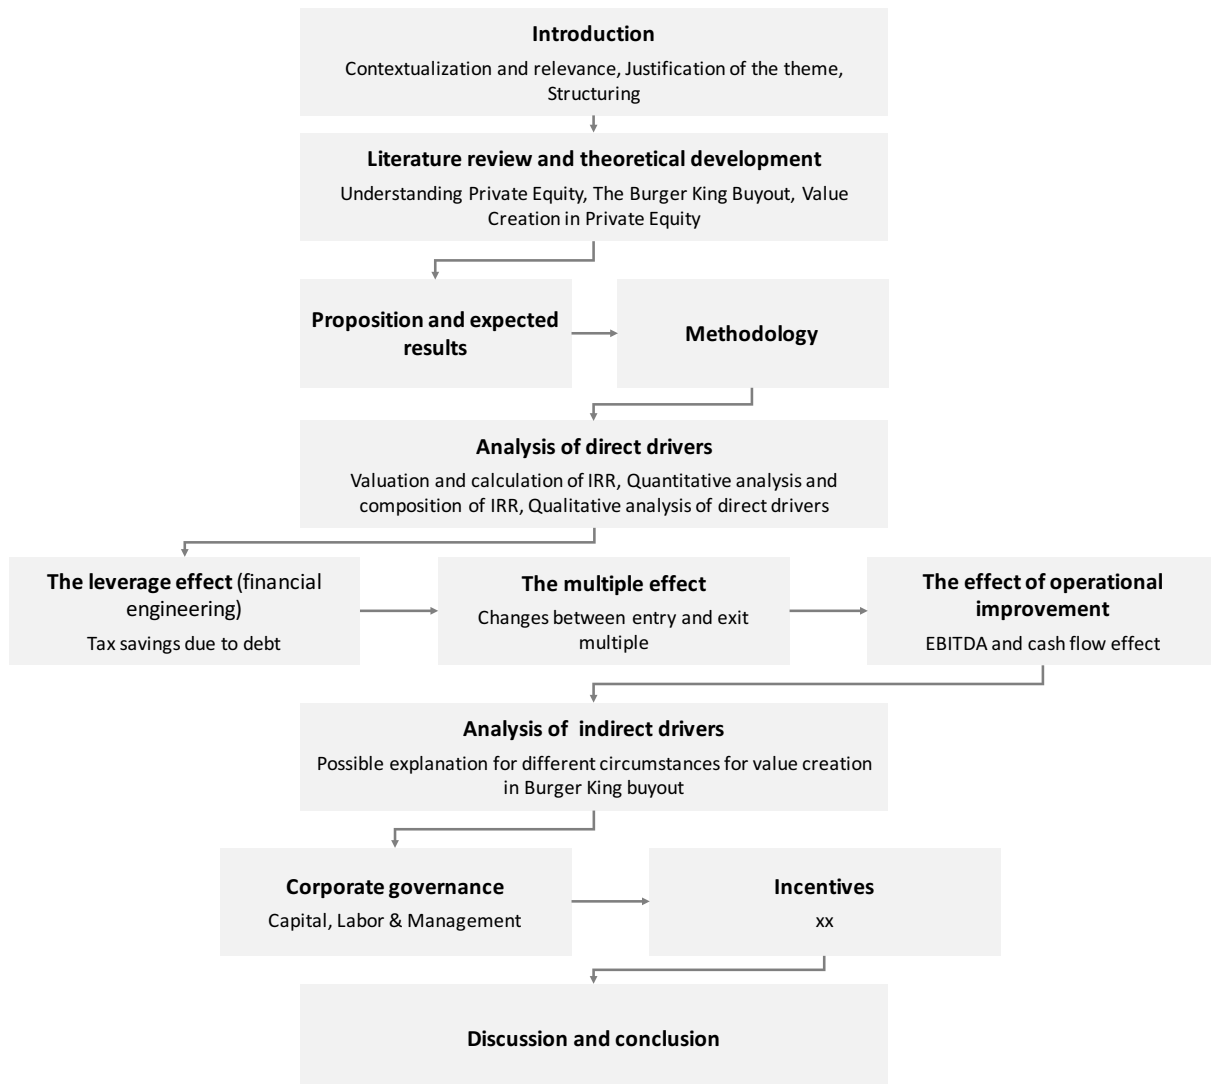 Introduction
Contextualization and relevance, Justification of the theme,
Structuring
Literature review and theoretical development
Understanding Private Equity, The Burger King Buyout, Value
Creation in Private Equity
Proposition and expected
results
Methodology
Analysis of direct drivers
Valuation and calculation of IRR, Quantitative analysis and
composition of IRR, Qualitative analysis of direct drivers
The leverage effect (financial
engineering)
Tax savings due to debt
The multiple effect
Changes between entry and exit
multiple
The effect of operational
improvement
EBITDA and cash flow effect
Analysis of  indirect drivers
Possible explanation for different circumstances for value creation
in Burger King buyout
Corporate governance
Capital, Labor & Management
Incentives
xx
Discussion and conclusion